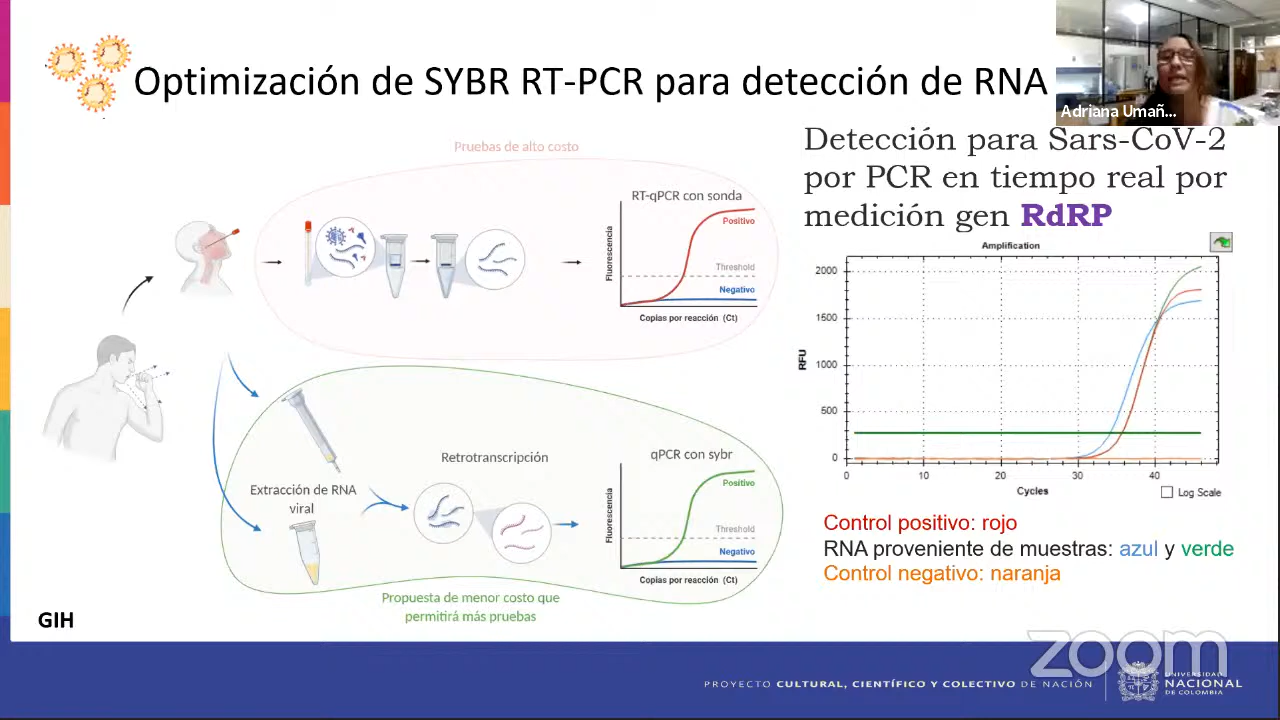 Optimización de SYBR RT-PCR para detección de RNA
Adriana Umañ...
Pruebas de alto costo
RT-qPCR con sonda
Positivo
Threshold
Negativo
Fluorescencia
Copias por reacción (Ct)
Extracción de RNA
viral
Retrotranscripción
qPCR con sybr
Positivo
Threshold
Negativo
Fluorescencia
Copias por reacción (Ct)
Propuesta de menor costo que
permitirá más pruebas
GIH
Detección para Sars-CoV-2
por PCR en tiempo real por
medición gen RdRP
Amplification
RFU
2000
1500
1000
500
0
0 10 20 30 40
Cycles
Log Scale
Control positivo: rojo
RNA proveniente de muestras: azul y verde
Control negativo: naranja
zoom
PROYECTO CULTURAL, CIENTÍFICO Y COLECTIVO DE NACIÓN
UNIVERSIDAD
NACIONAL
DE COLOMBIA